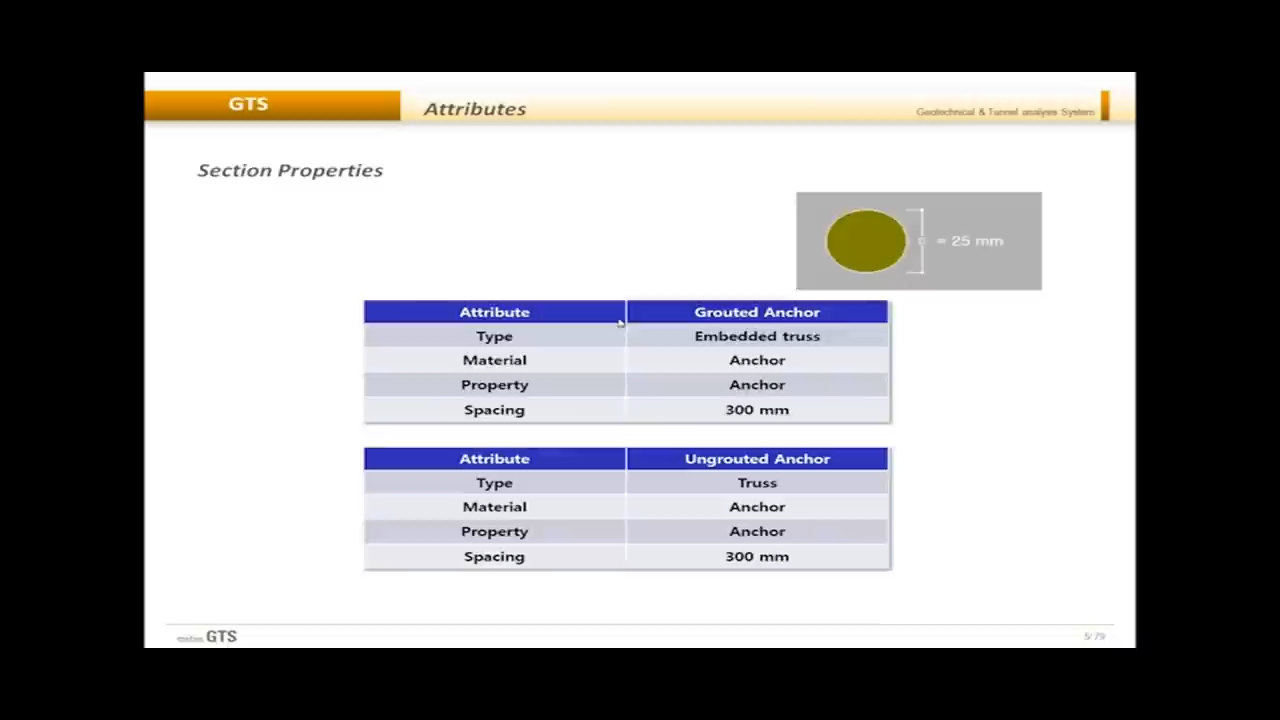 GTS
Attributes
Geotechnical & Tunnel analysis System
Section Properties
= 25 mm
Attribute Grouted Anchor
Type Embedded truss
Material Anchor
Property Anchor
Spacing 300 mm
Attribute Ungrouted Anchor
Type Truss
Material Anchor
Property Anchor
Spacing 300 mm
GTS
5/79